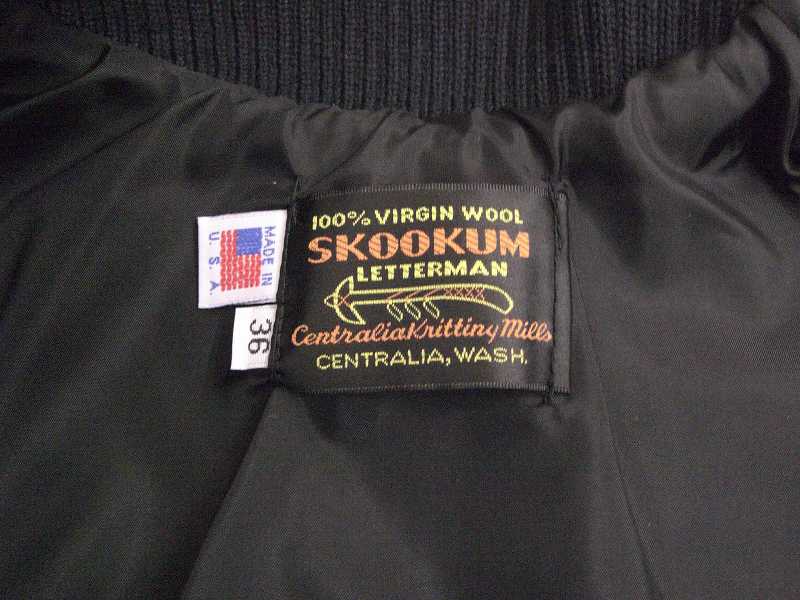 100% VIRGIN WOOL
SKOOKUM
LETTERMAN
Centralia Knitting Mills
CENTRALIA, WASH.
MADE IN
U.S.A.
36